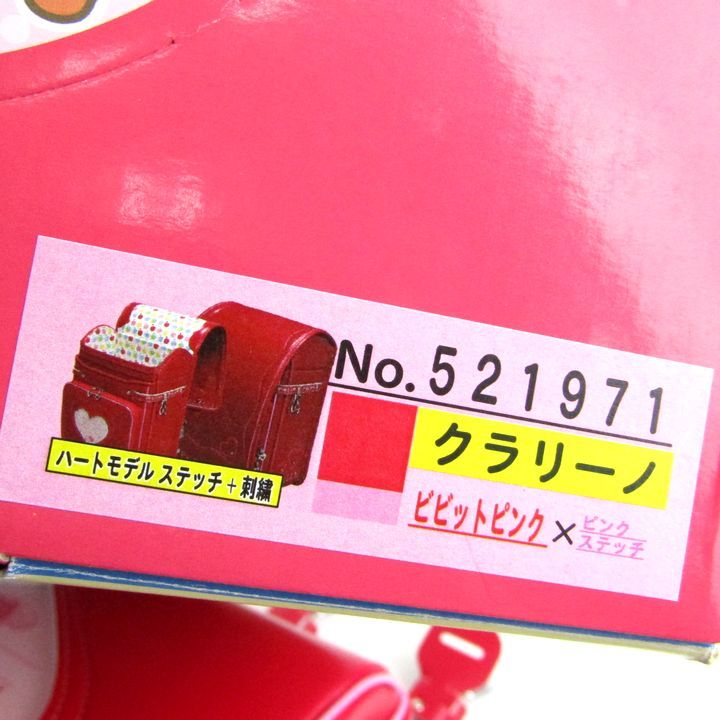 No.521971
クラリーノ
ビビットピンク×ピンクステッチ
ハートモデル ステッチ+刺繍